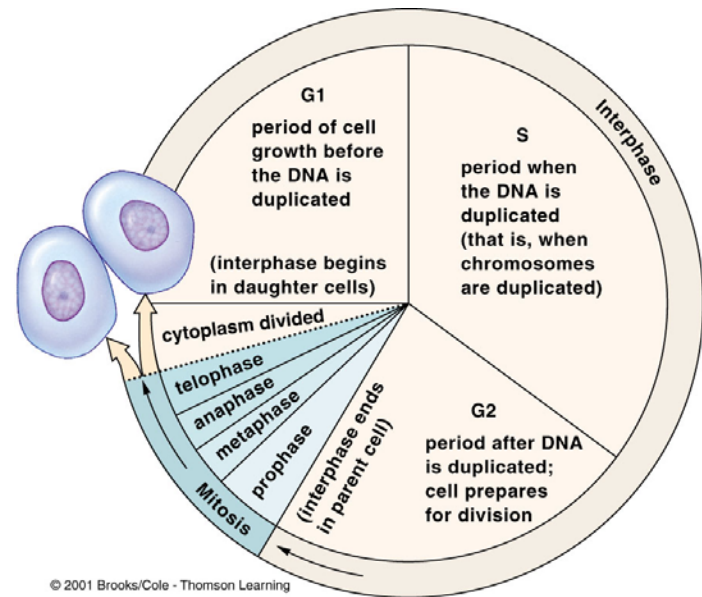 G1
period of cell
growth before
the DNA is
duplicated
(interphase begins
in daughter cells)
S
period when
the DNA is
duplicated
(that is, when
chromosomes
are duplicated)
Interphase
G2
period after DNA
is duplicated;
cell prepares
for division
(interphase ends
in parent cell)
prophase
metaphase
anaphase
telophase
cytoplasm divided
Mitosis
© 2001 Brooks/Cole - Thomson Learning